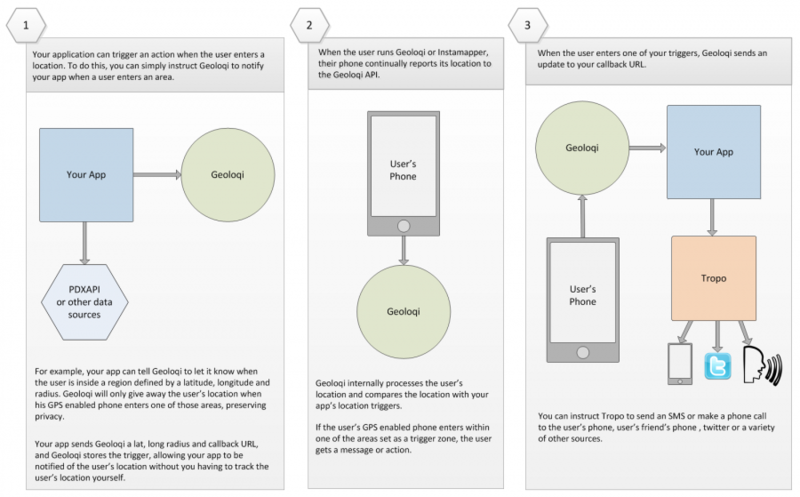 1
Your application can trigger an action when the user enters a
location. To do this, you can simply instruct Geoloqi to notify
your app when a user enters an area.
Your App
Geoloqi
PDXAPI
or other data
sources
For example, your app can tell Geoloqi to let it know when
the user is inside a region defined by a latitude, longitude and
radius. Geoloqi will only give away the user's location when
his GPS enabled phone enters one of those areas, preserving
privacy.
Your app sends Geoloqi a lat, long radius and callback URL,
and Geoloqi stores the trigger, allowing your app to be
notified of the user's location without you having to track the
user's location yourself.
2
When the user runs Geoloqi or Instamapper,
their phone continually reports its location to
the Geoloqi API.
User's
Phone
Geoloqi
Geoloqi internally processes the user's
location and compares the location with your
app's location triggers.
If the user's GPS enabled phone enters within
one of the areas set as a trigger zone, the user
gets a message or action.
3
When the user enters one of your triggers, Geoloqi sends an
update to your callback URL.
Geoloqi
Your App
User's
Phone
Tropo
You can instruct Tropo to send an SMS or make a phone call
to the user's phone, user's friend's phone , twitter or a variety
of other sources.